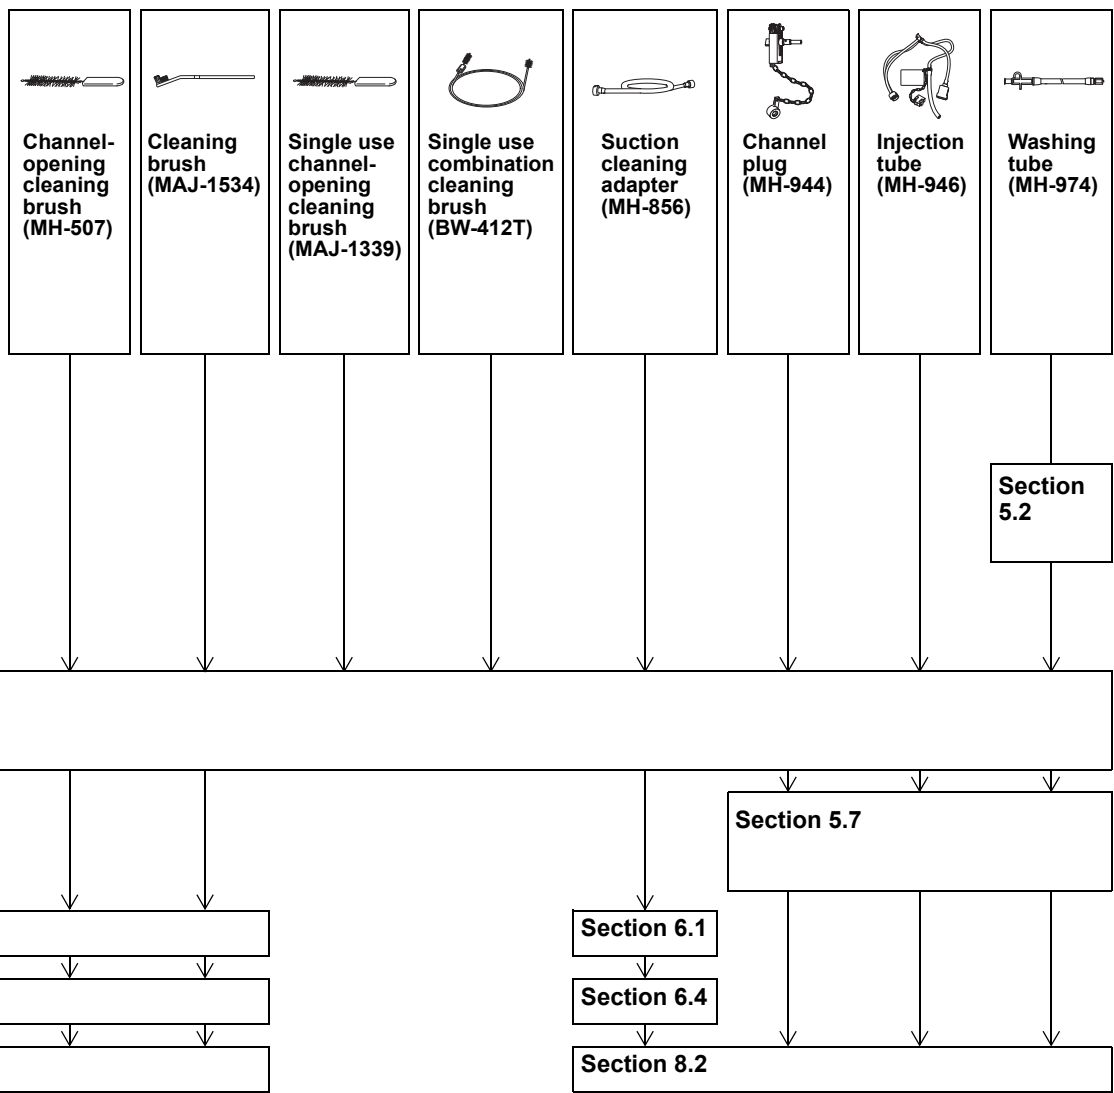 Channel-
opening
cleaning
brush
(MH-507)
Cleaning
brush
(MAJ-1534)
Single use
channel-
opening
cleaning
brush
(MAJ-1339)
Single use
combination
cleaning
brush
(BW-412T)
Suction
cleaning
adapter
(MH-856)
Channel
plug
(MH-944)
Injection
tube
(MH-946)
Washing
tube
(MH-974)
Section
5.2
Section 5.7
Section 6.1
Section 6.4
Section 8.2